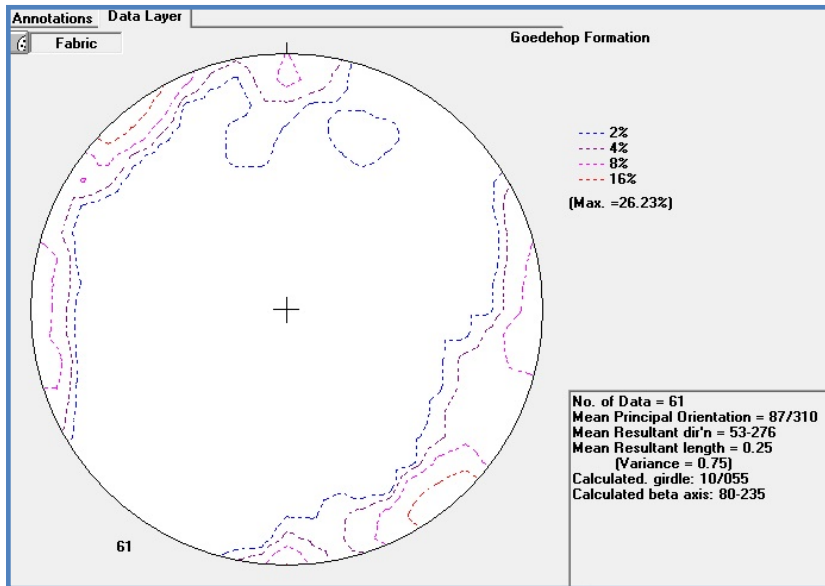 Annotations Data Layer
Fabric
Goedehop Formation
2%
4%
8%
16%
(Max. =26.23%)
No. of Data = 61
Mean Principal Orientation = 87/310
Mean Resultant dir'n = 53-276
Mean Resultant length = 0.25
(Variance = 0.75)
Calculated. girdle: 10/055
Calculated beta axis: 80-235
61